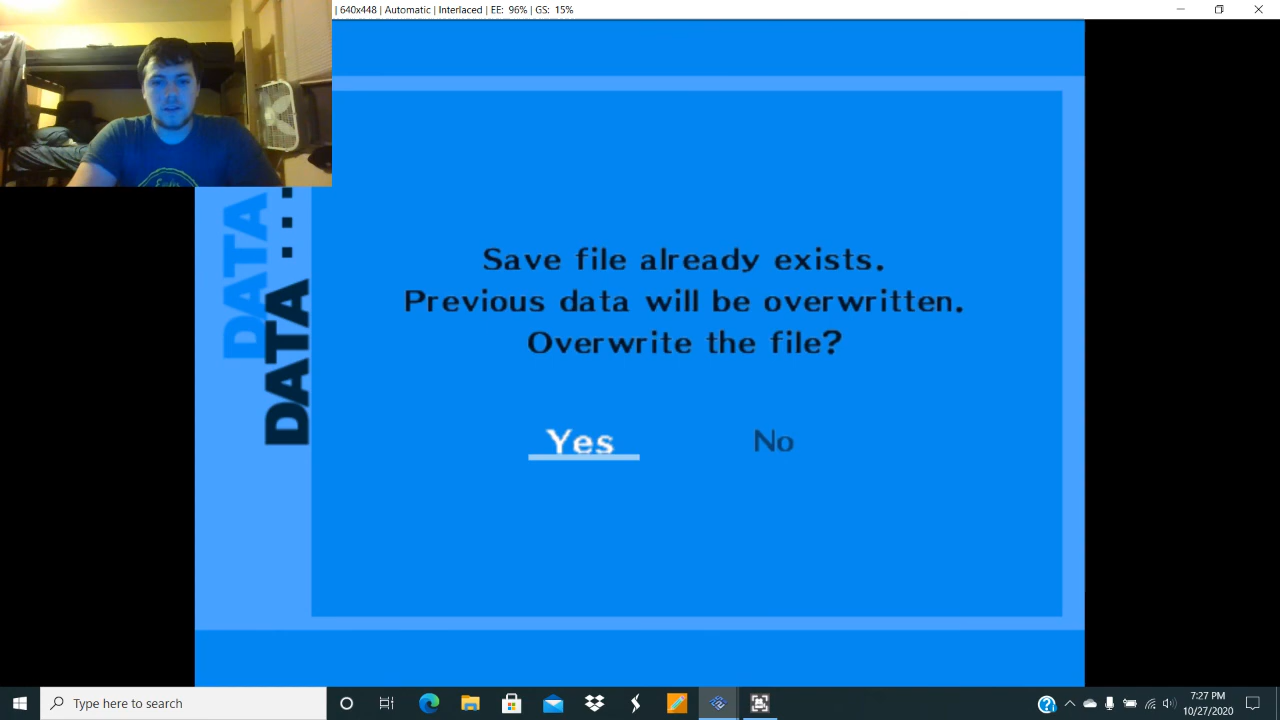 | 640x448 | Automatic | Interlaced | EE: 96% | GS: 15%
DATA
DATA ...
Save file already exists.
Previous data will be overwritten.
Overwrite the file?
Yes
No
Type here to search
7:27 PM
10/27/2020